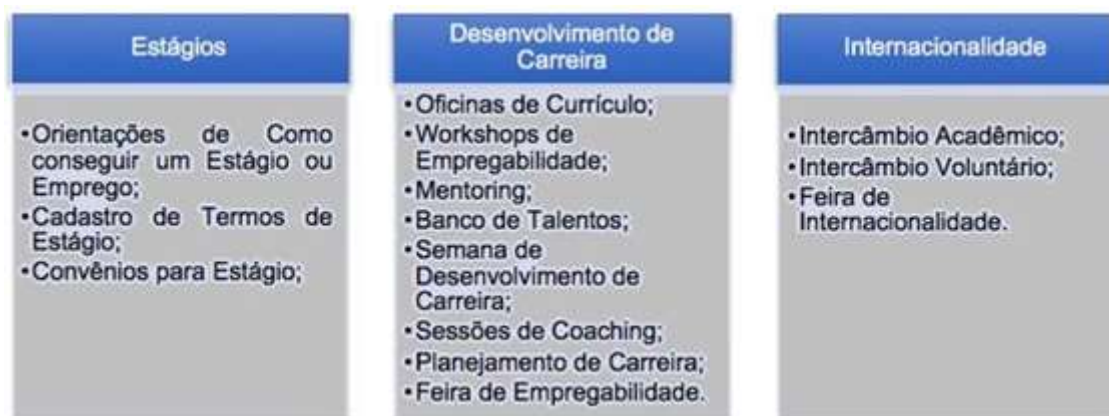 Estágios
•Orientações de Como
conseguir um Estágio ou
Emprego;
•Cadastro de Termos de
Estágio;
•Convênios para Estágio;
Desenvolvimento de
Carreira
•Oficinas de Currículo;
•Workshops de
Empregabilidade;
•Mentoring;
•Banco de Talentos;
•Semana de
Desenvolvimento de
Carreira;
•Sessões de Coaching;
•Planejamento de Carreira;
•Feira de Empregabilidade.
Internacionalidade
•Intercâmbio Acadêmico;
•Intercâmbio Voluntário;
•Feira de
Internacionalidade.